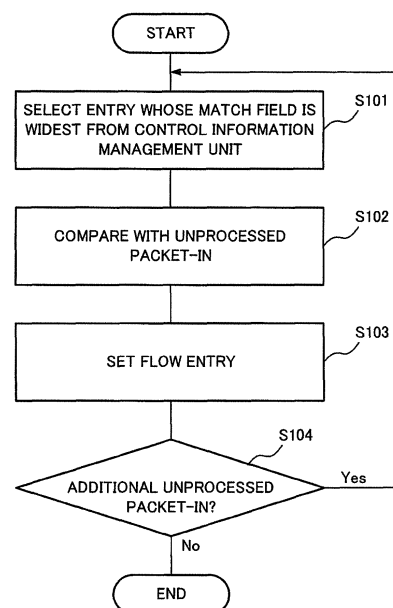 START
SELECT ENTRY WHOSE MATCH FIELD IS
WIDEST FROM CONTROL INFORMATION
MANAGEMENT UNIT
S101
COMPARE WITH UNPROCESSED
PACKET-IN
S102
SET FLOW ENTRY
S103
S104
ADDITIONAL UNPROCESSED
PACKET-IN?
Yes
No
END